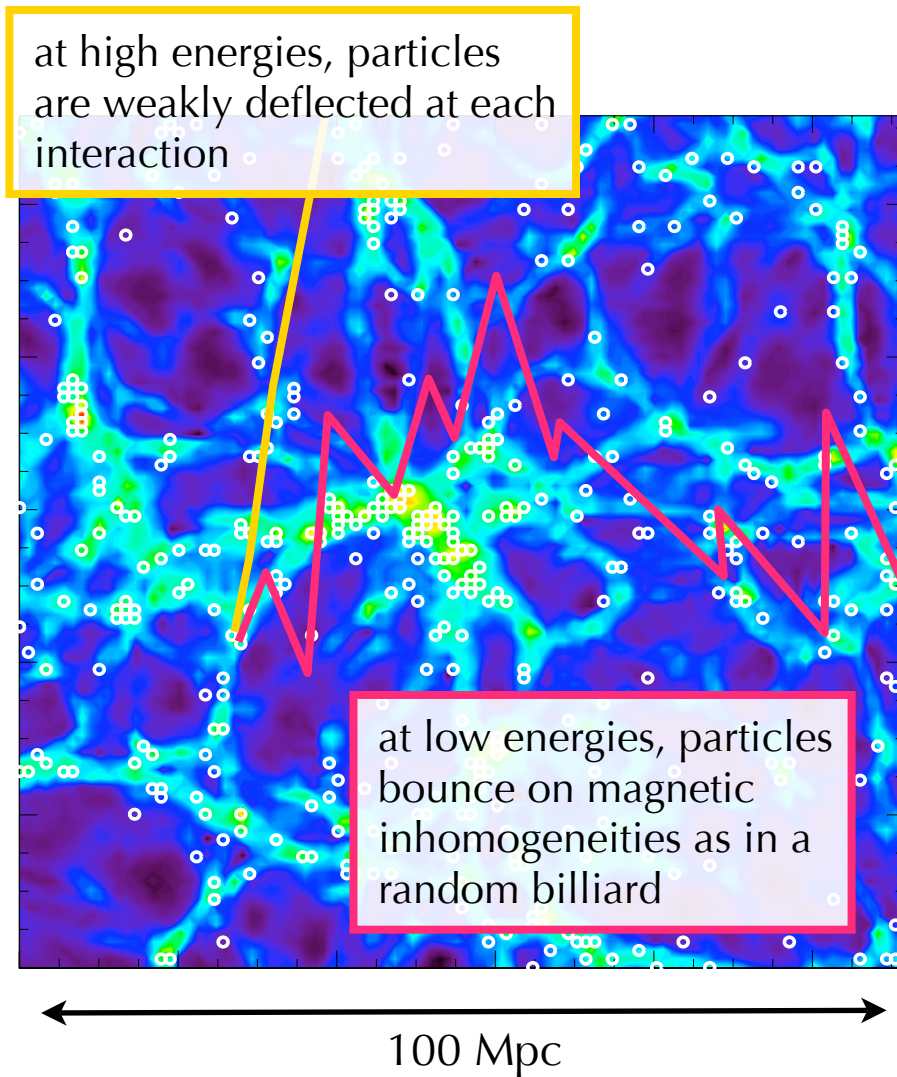 at high energies, particles
are weakly deflected at each
interaction
at low energies, particles
bounce on magnetic
inhomogeneities as in a
random billiard
100 Mpc